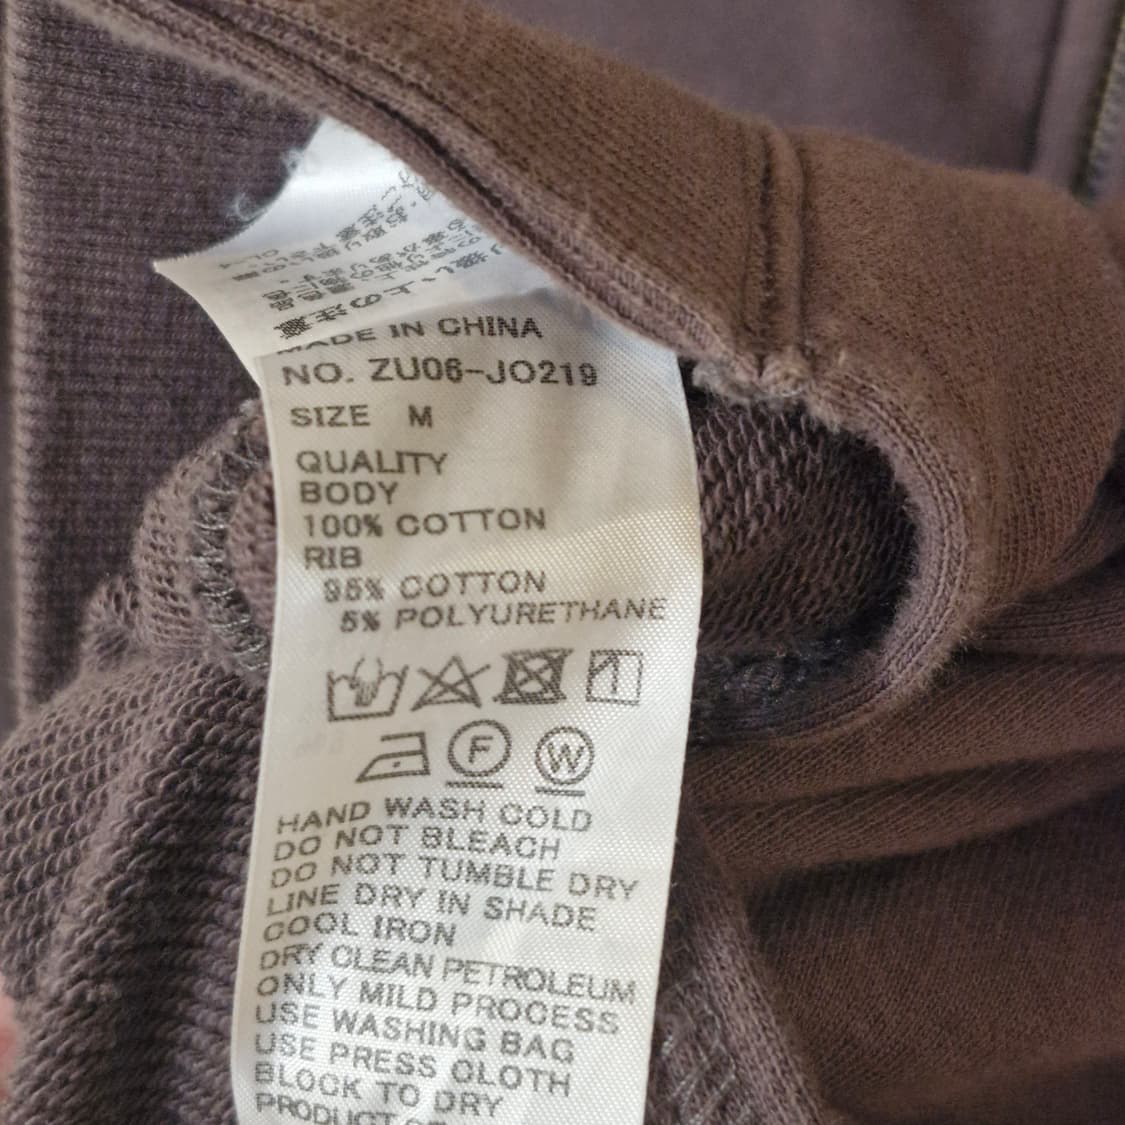 MADE IN CHINA
NO. ZU06-JO219
SIZE M
QUALITY
BODY
100% COTTON
RIB
95% COTTON
5% POLYURETHANE
F
W
HAND WASH COLD
DO NOT BLEACH
DO NOT TUMBLE DRY
LINE DRY IN SHADE
COOL IRON
DRY CLEAN PETROLEUM
ONLY MILD PROCESS
USE WASHING BAG
USE PRESS CLOTH
BLOCK TO DRY
PRODUCT